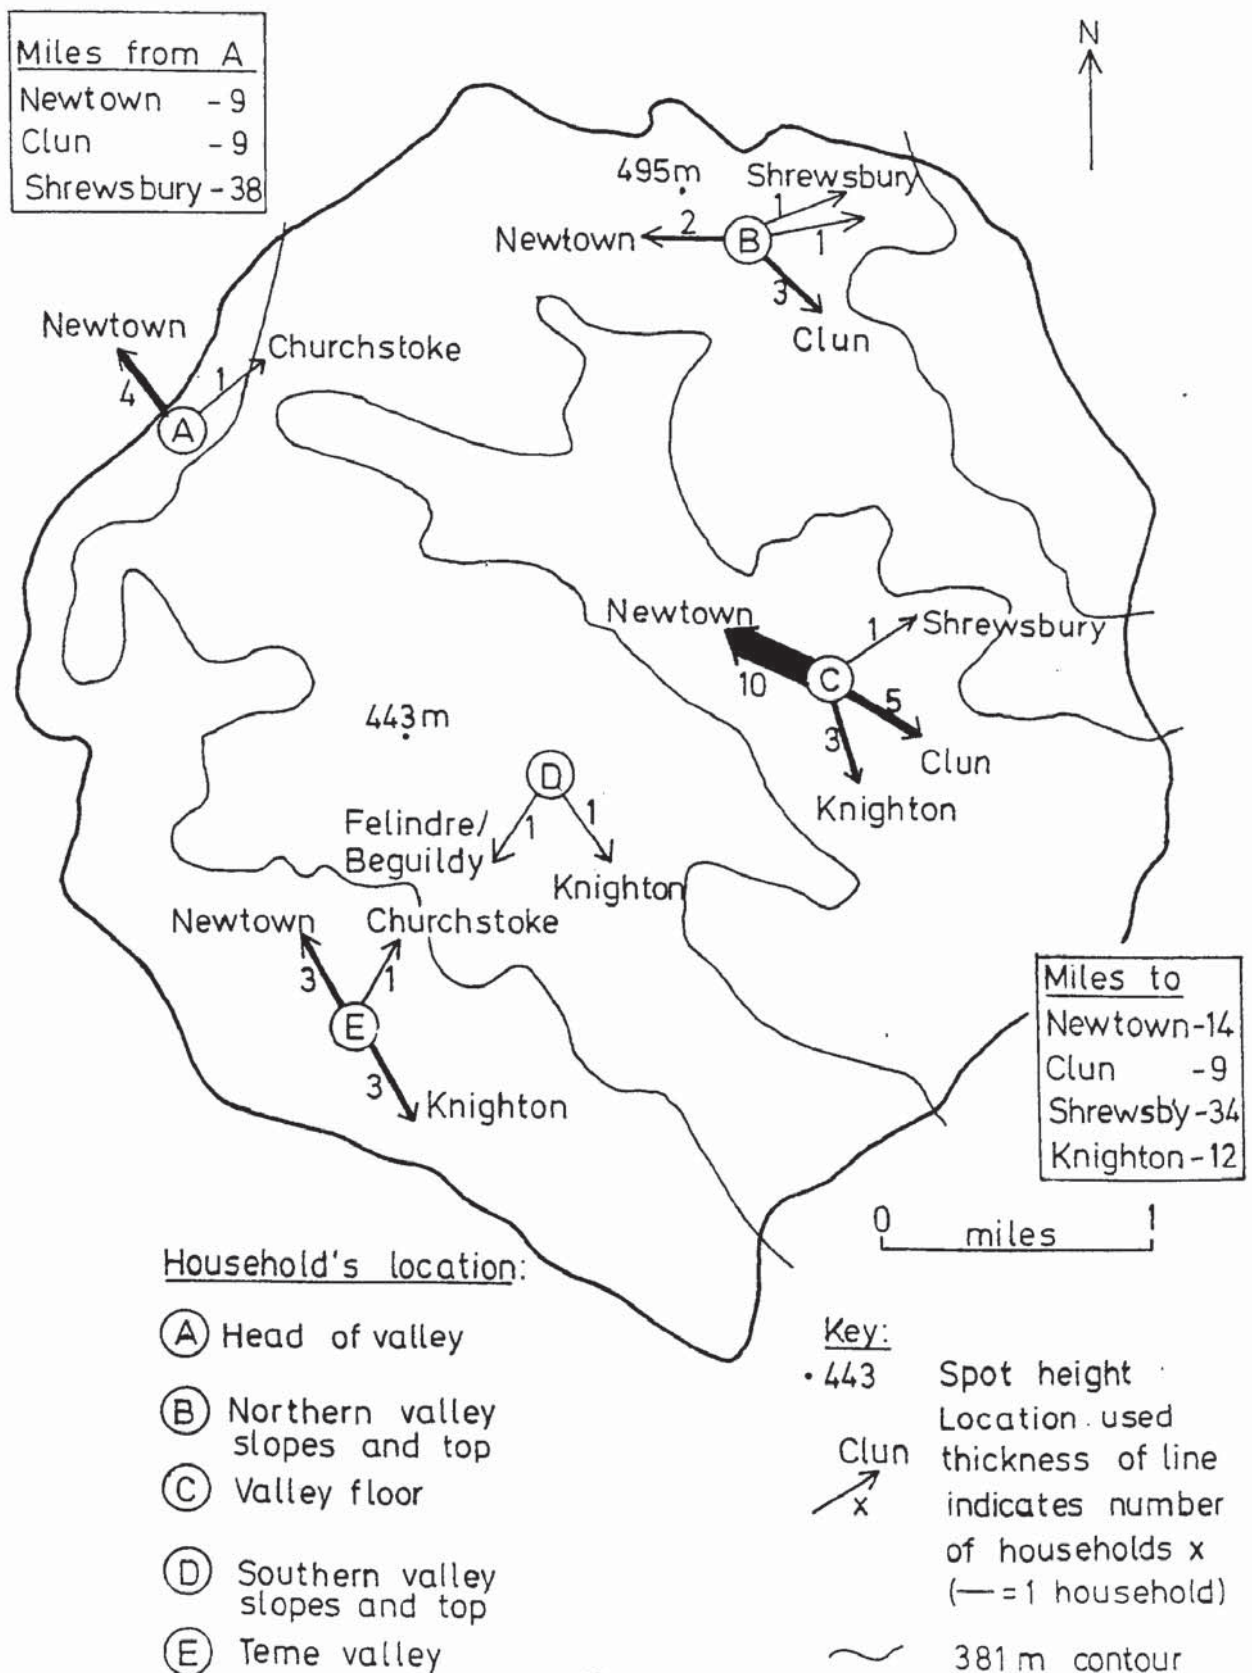 Miles from A
Newtown - 9
Clun - 9
Shrewsbury - 38
N
495m
Shrewsbury
1
2
Newtown
B
1
3
Clun
Newtown
Churchstoke
4
1
A
Newtown
1
Shrewsbury
10
C
5
3
Clun
Knighton
443m
D
Felindre/
Beguildy
1
1
Knighton
Newtown
Churchstoke
3
1
E
3
Knighton
Miles to
Newtown-14
Clun -9
Shrewsby-34
Knighton-12
0 miles 1
Household's location:
A Head of valley
B Northern valley
slopes and top
C Valley floor
D Southern valley
slopes and top
E Teme valley
Key:
• 443 Spot height
Location used
Clun thickness of line
x indicates number
of households x
(— = 1 household)
381m contour